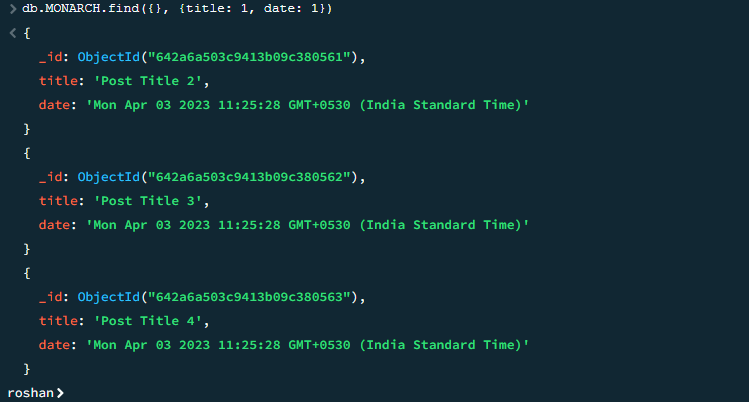 > db.MONARCH.find({}, {title: 1, date: 1})
< {
_id: ObjectId("642a6a503c9413b09c380561"),
title: 'Post Title 2',
date: 'Mon Apr 03 2023 11:25:28 GMT+0530 (India Standard Time)'
}
{
_id: ObjectId("642a6a503c9413b09c380562"),
title: 'Post Title 3',
date: 'Mon Apr 03 2023 11:25:28 GMT+0530 (India Standard Time)'
}
{
_id: ObjectId("642a6a503c9413b09c380563"),
title: 'Post Title 4',
date: 'Mon Apr 03 2023 11:25:28 GMT+0530 (India Standard Time)'
}
roshan>